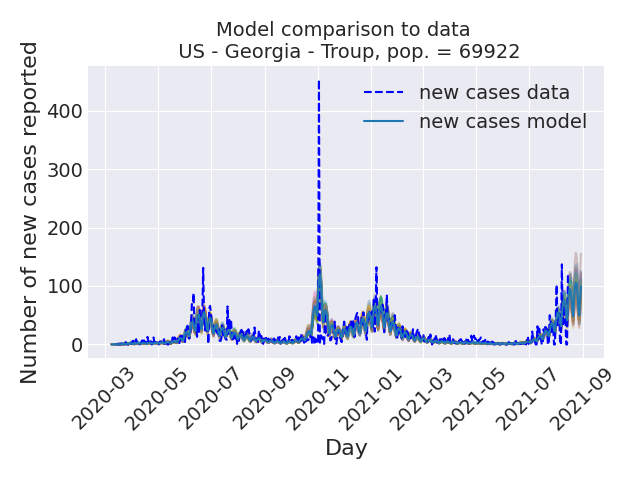 Model comparison to data
US - Georgia - Troup, pop. = 69922
Number of new cases reported
400
300
200
100
0
new cases data
new cases model
2020-03
2020-05
2020-07
2020-09
2020-11
2021-01
2021-03
2021-05
2021-07
2021-09
Day